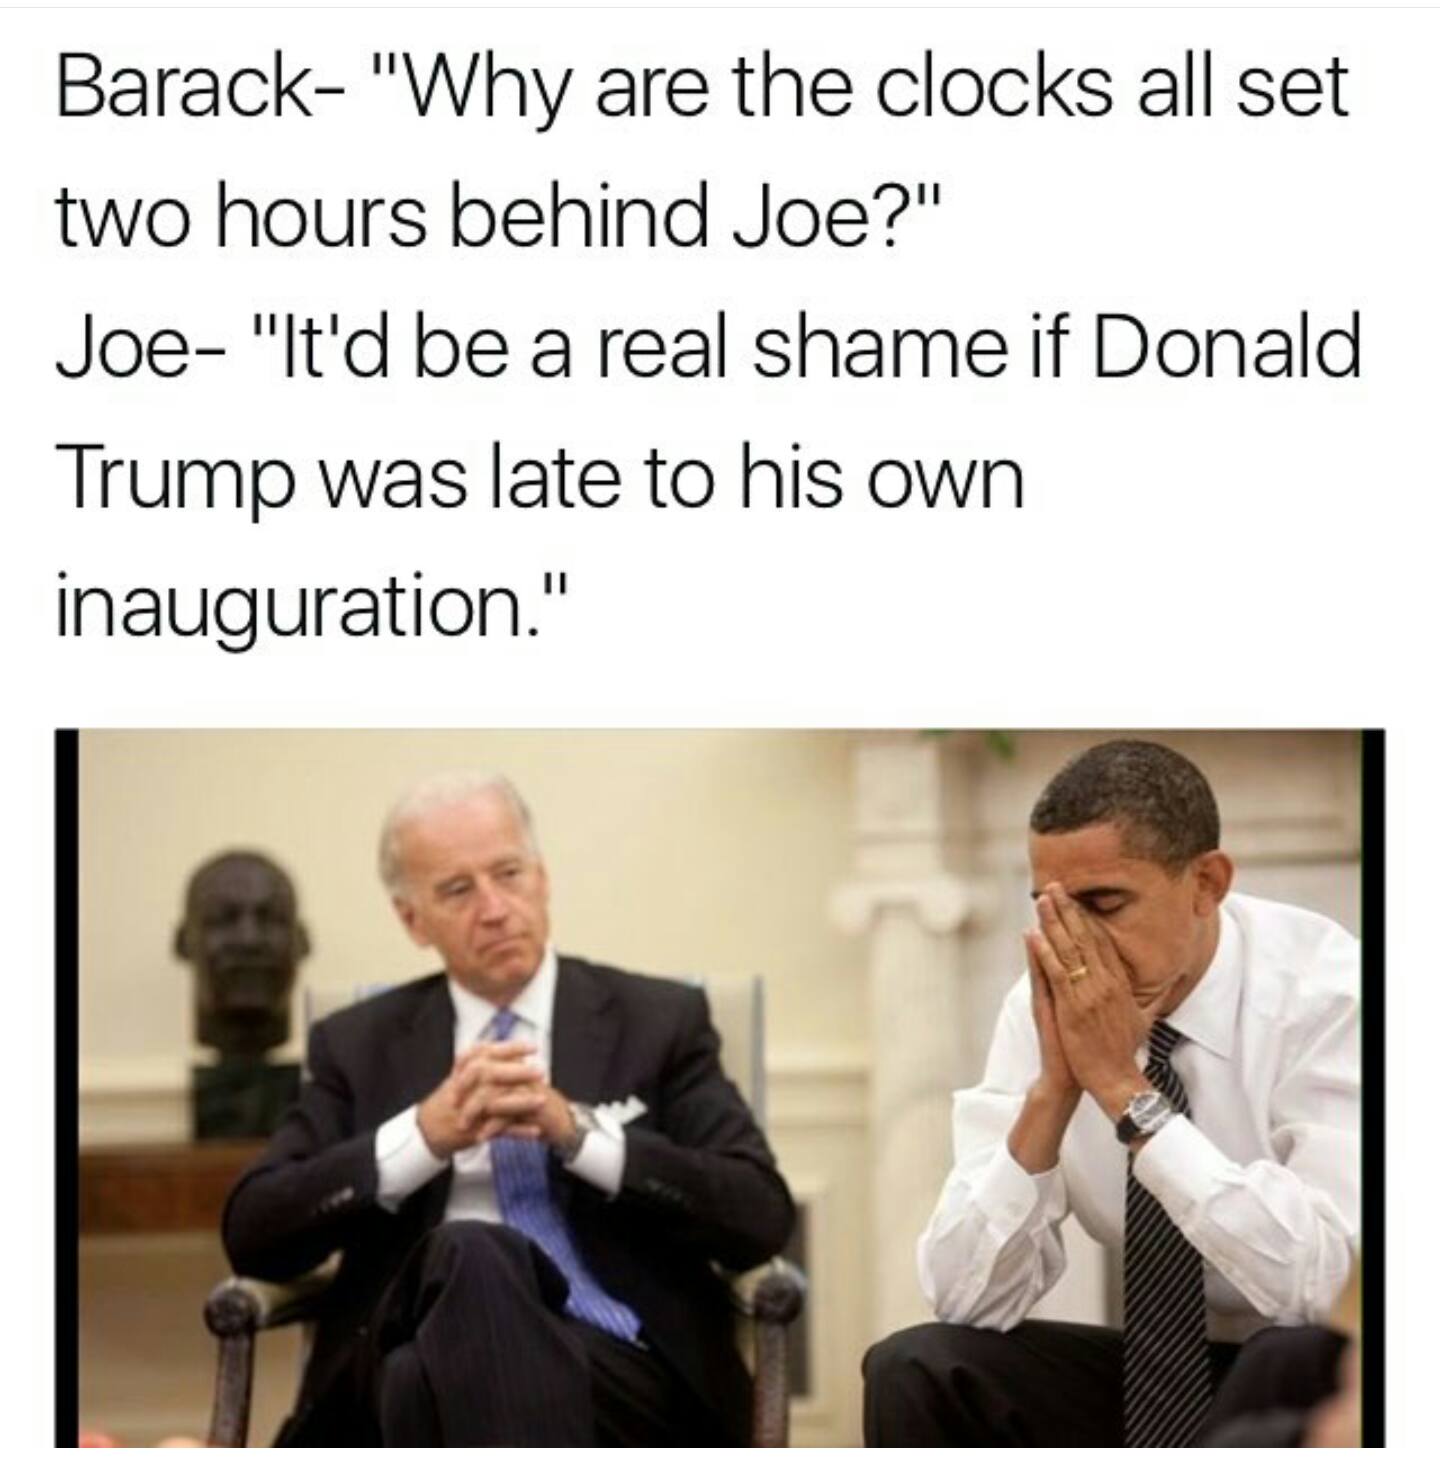 Barack- "Why are the clocks all set
two hours behind Joe?"
Joe- "It'd be a real shame if Donald
Trump was late to his own
inauguration."